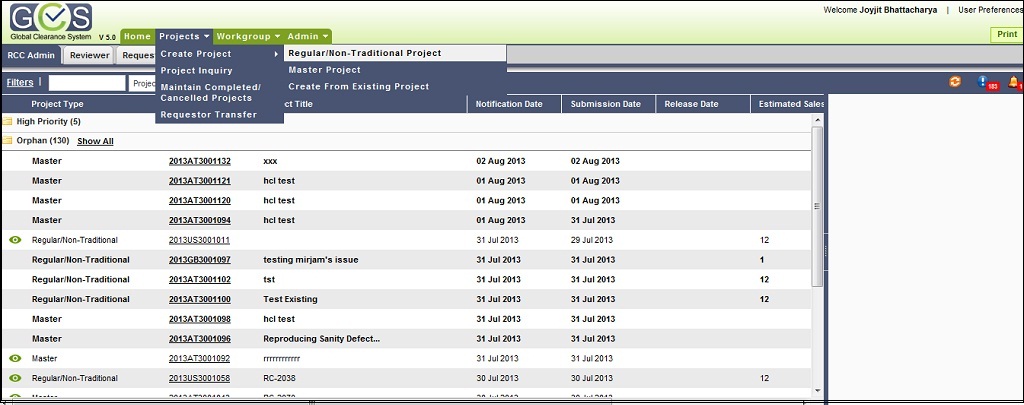 GCS
Welcome Joyjit Bhattacharya | User Preferences
Global Clearance System V 5.0
Home Projects Workgroup Admin
Print
RCC Admin Reviewer Reques
Create Project
Project Inquiry
Maintain Completed/
Cancelled Projects
Requestor Transfer
Regular/Non-Traditional Project
Master Project
Create From Existing Project
Filters | Projec
183 1
Project Type ct Title Notification Date Submission Date Release Date Estimated Sales
High Priority (5)
Orphan (130) Show All
Master 2013AT3001132 xxx 02 Aug 2013 02 Aug 2013
Master 2013AT3001121 hcl test 01 Aug 2013 01 Aug 2013
Master 2013AT3001120 hcl test 01 Aug 2013 01 Aug 2013
Master 2013AT3001094 hcl test 01 Aug 2013 31 Jul 2013
Regular/Non-Traditional 2013US3001011 31 Jul 2013 29 Jul 2013 12
Regular/Non-Traditional 2013GB3001097 testing mirjam's issue 31 Jul 2013 31 Jul 2013 1
Regular/Non-Traditional 2013AT3001102 tst 31 Jul 2013 31 Jul 2013 12
Regular/Non-Traditional 2013AT3001100 Test Existing 31 Jul 2013 31 Jul 2013 12
Master 2013AT3001098 hcl test 31 Jul 2013 31 Jul 2013
Master 2013AT3001096 Reproducing Sanity Defect... 31 Jul 2013 31 Jul 2013
Master 2013AT3001092 rrrrrrrrrrrr 31 Jul 2013 31 Jul 2013
Regular/Non-Traditional 2013US3001058 RC-2038 30 Jul 2013 30 Jul 2013 12